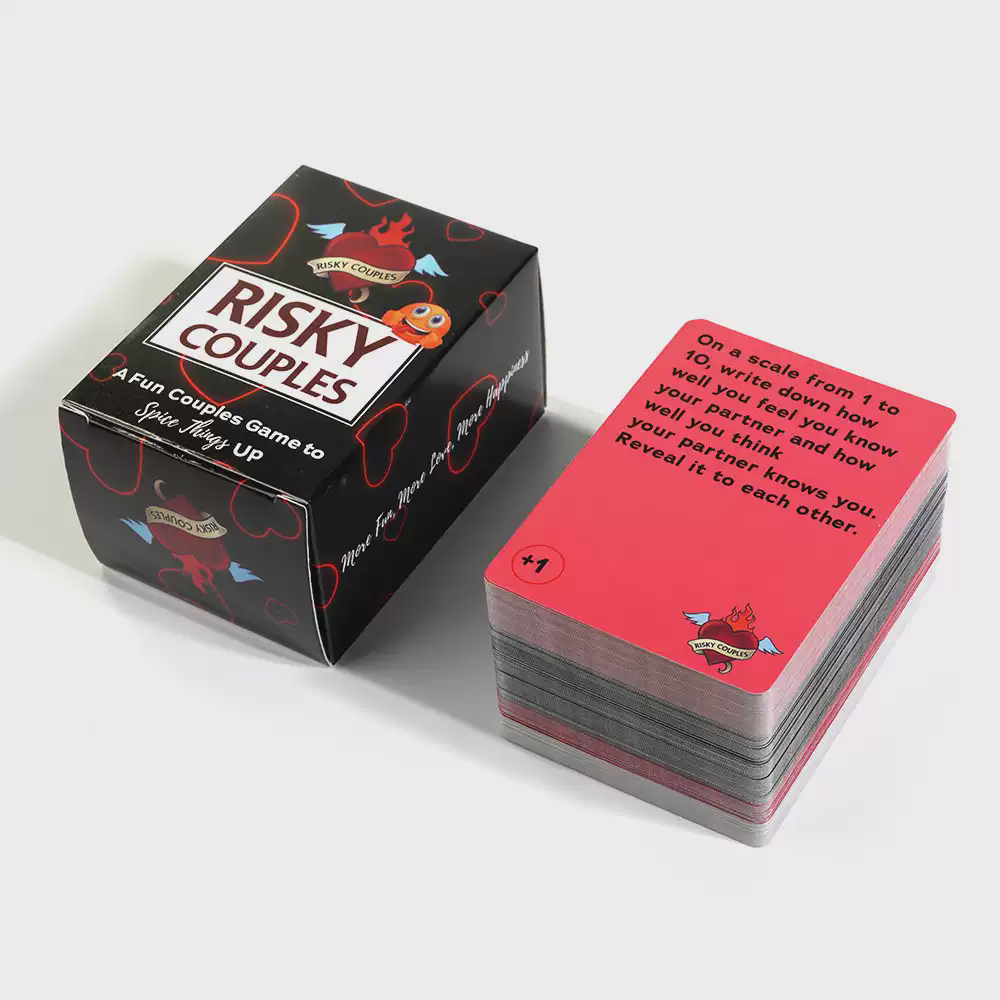 RISKY COUPLES
RISKY
COUPLES
A Fun Couples Game to
Spice Things UP
More Fun, More Love, More Happiness
RISKY COUPLES
On a scale from 1 to
10, write down how
well you feel you know
your partner and how
well you think
your partner knows you.
Reveal it to each other.
+1
RISKY COUPLES